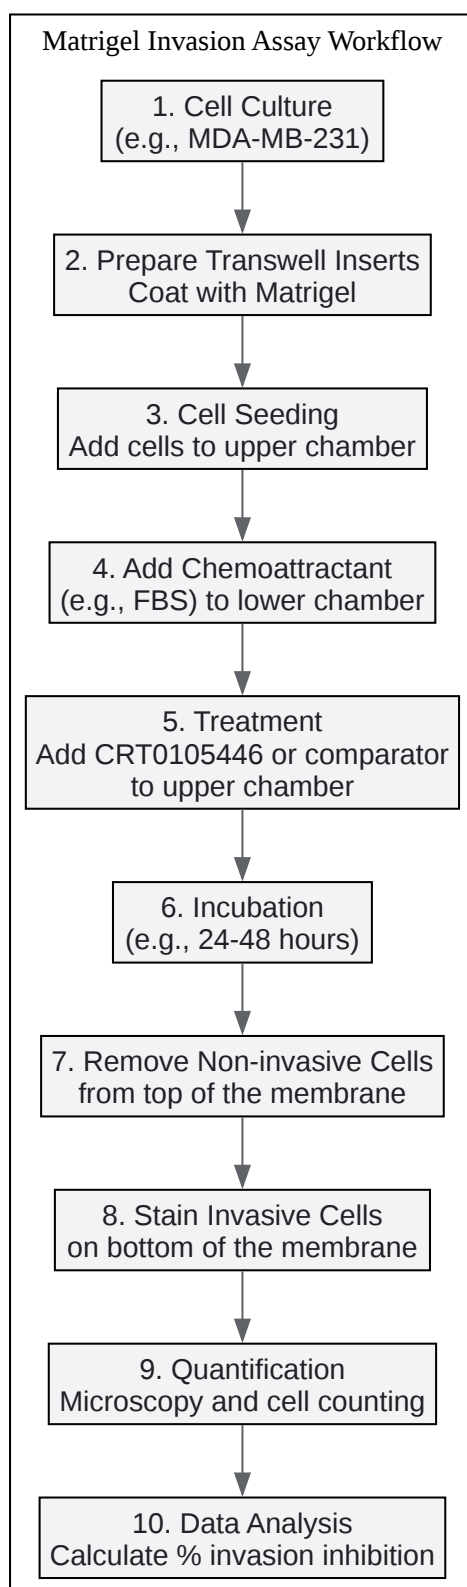 Matrigel Invasion Assay Workflow
1. Cell Culture
(e.g., MDA-MB-231)
2. Prepare Transwell Inserts
Coat with Matrigel
3. Cell Seeding
Add cells to upper chamber
4. Add Chemoattractant
(e.g., FBS) to lower chamber
5. Treatment
Add CRT0105446 or comparator
to upper chamber
6. Incubation
(e.g., 24-48 hours)
7. Remove Non-invasive Cells
from top of the membrane
8. Stain Invasive Cells
on bottom of the membrane
9. Quantification
Microscopy and cell counting
10. Data Analysis
Calculate % invasion inhibition